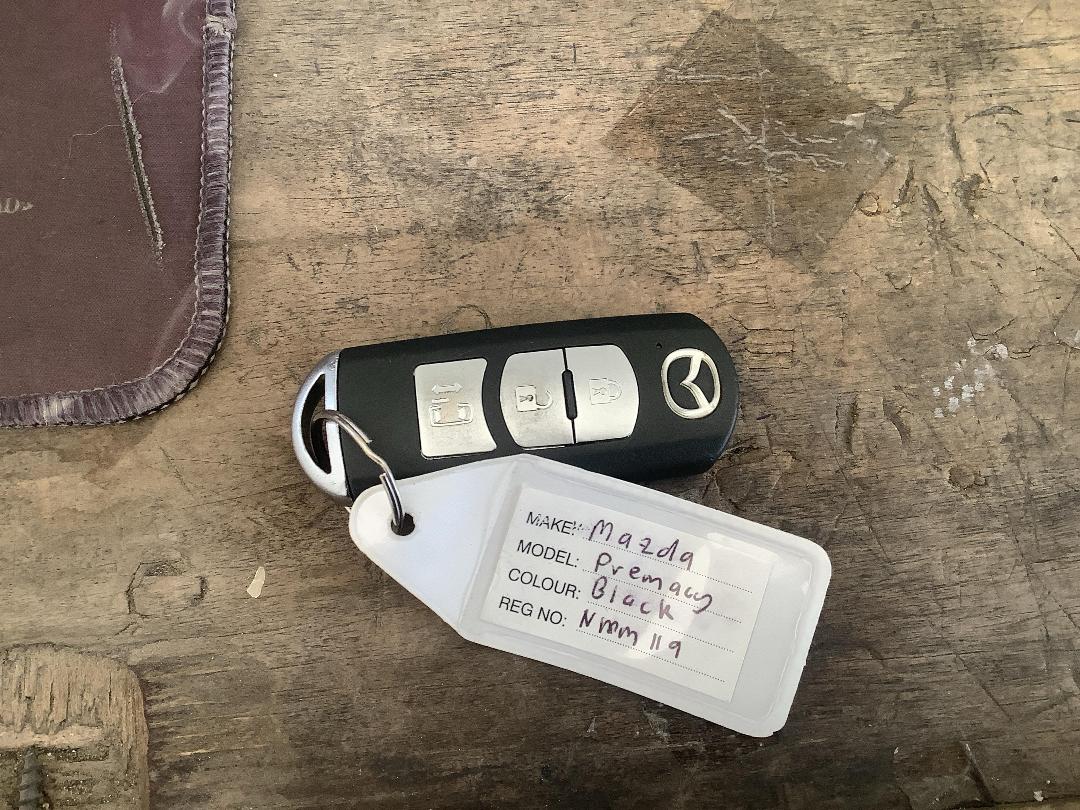 MAKE: Mazda
MODEL: Premacy
COLOUR: Black
REG NO: Nmm 119